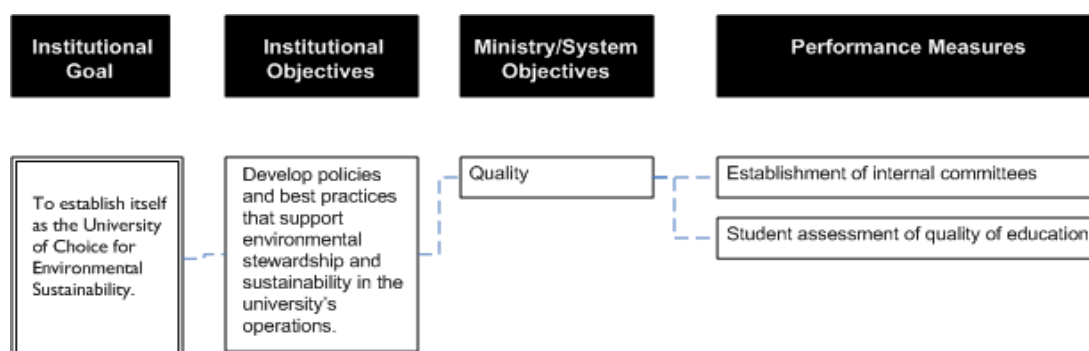 Institutional
Goal
Institutional
Objectives
Ministry/System
Objectives
Performance Measures
To establish itself
as the University
of Choice for
Environmental
Sustainability.
Develop policies
and best practices
that support
environmental
stewardship and
sustainability in the
university's
operations.
Quality
Establishment of internal committees
Student assessment of quality of education